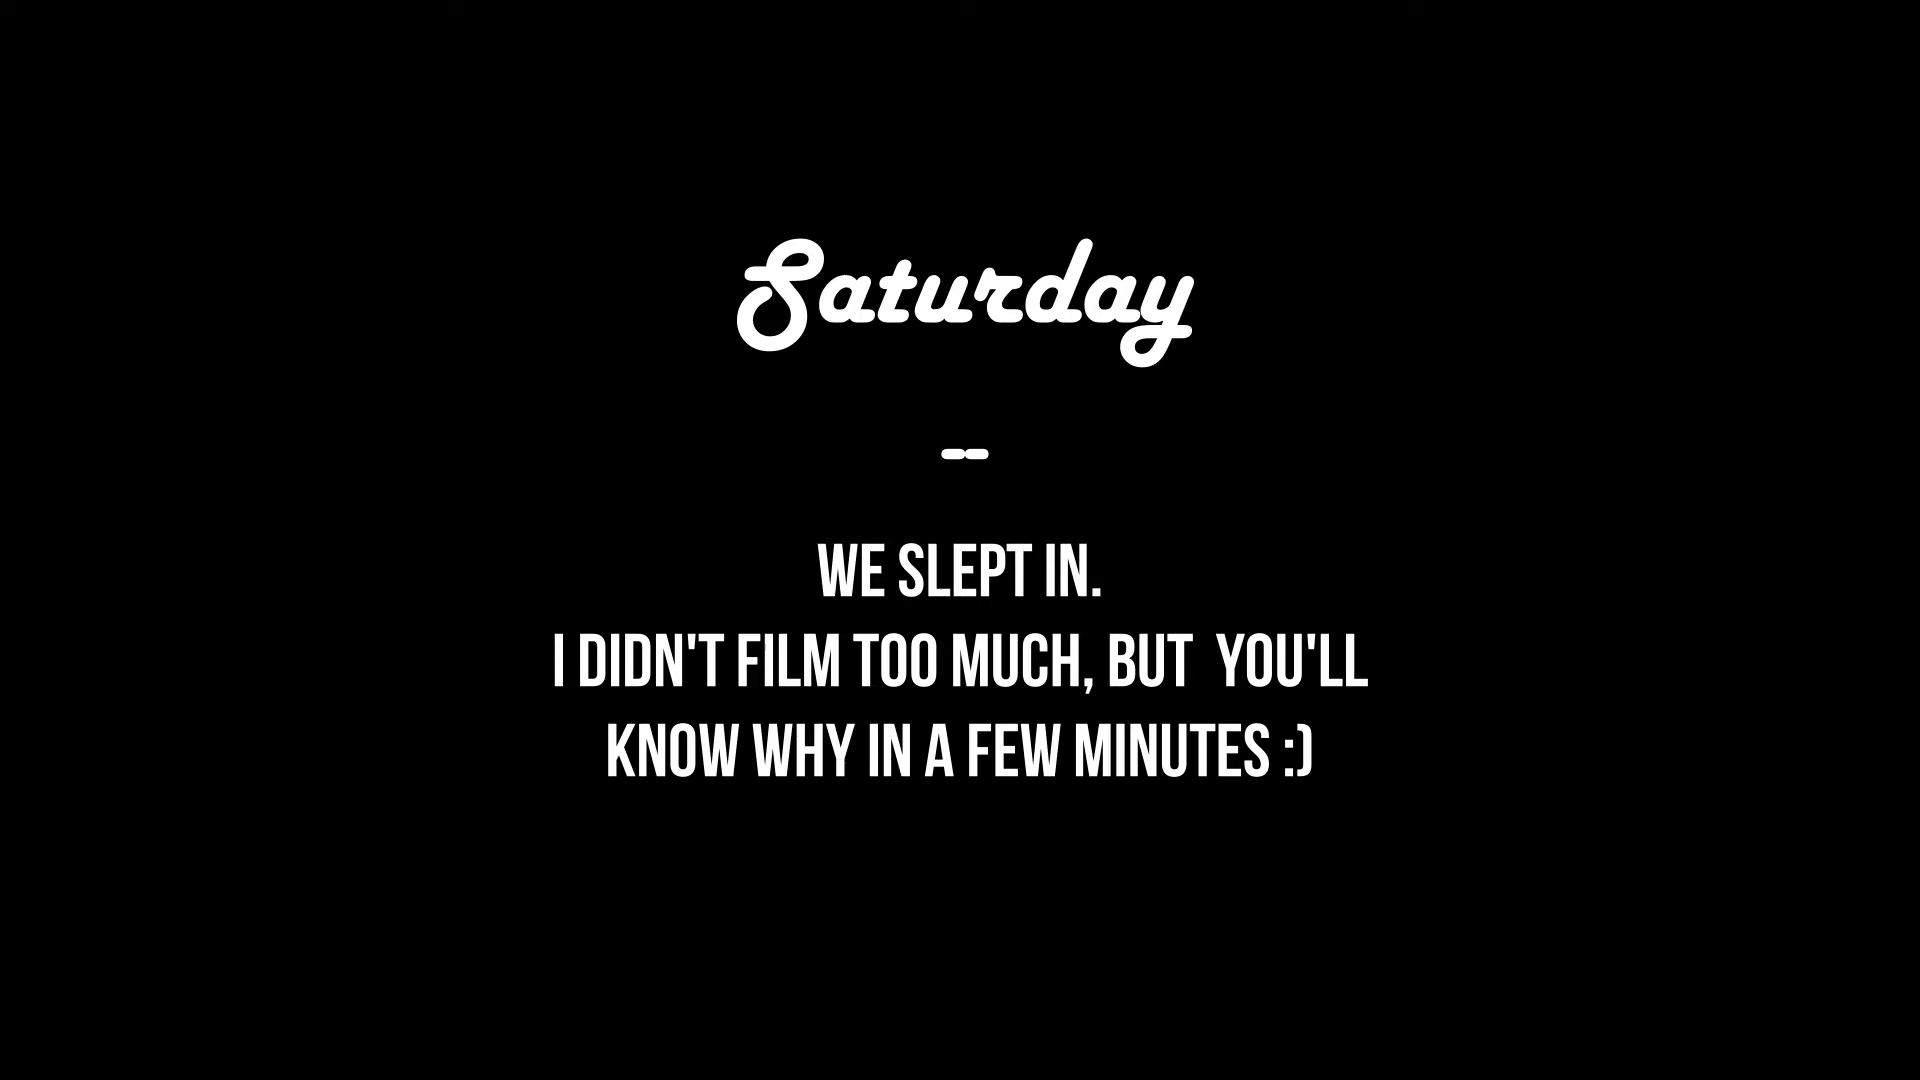 Saturday
--
WE SLEPT IN.
I DIDN'T FILM TOO MUCH, BUT  YOU'LL
KNOW WHY IN A FEW MINUTES :)